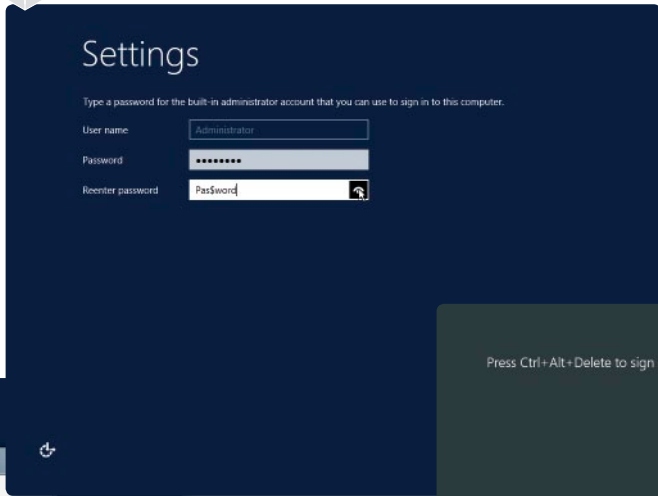 Settings
Type a password for the built-in administrator account that you can use to sign in to this computer.
User name
Administrator
Password
••••••••
Reenter password
Pas$word
Press Ctrl+Alt+Delete to sign